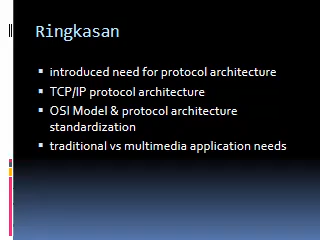 Ringkasan
▪ introduced need for protocol architecture
▪ TCP/IP protocol architecture
▪ OSI Model & protocol architecture
standardization
▪ traditional vs multimedia application needs